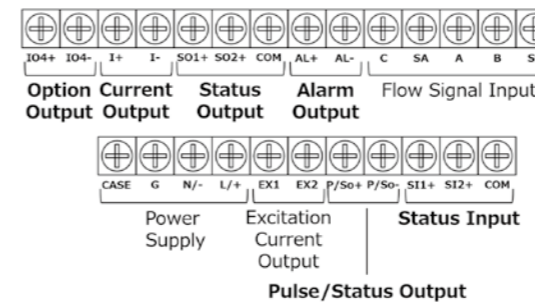 IO4+ IO4- I+ I- SO1+ SO2+ COM AL+ AL- C SA A B
Option Current Status Alarm Flow Signal Input
Output Output Output Output
CASE G N/- L/+ EX1 EX2 P/So+ P/So- SI1+ SI2+ COM
Power Excitation Status Input
Supply Current
Output
Pulse/Status Output